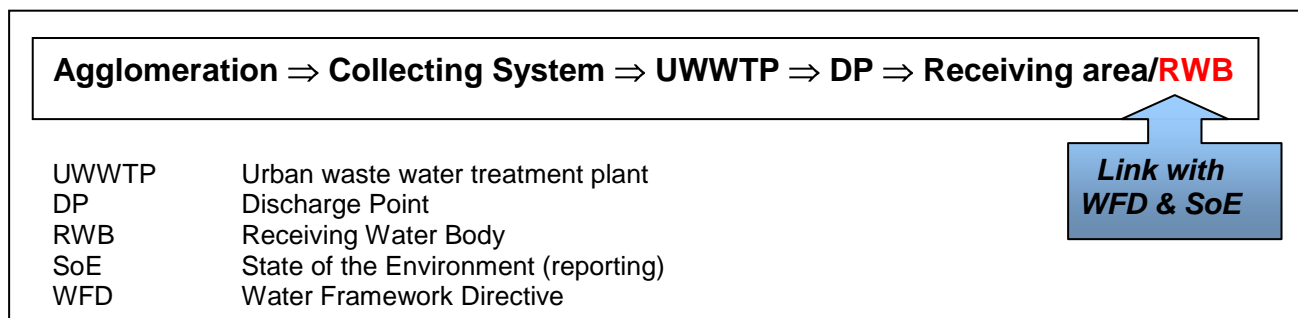 Agglomeration ⇒ Collecting System ⇒ UWWTP ⇒ DP ⇒ Receiving area/RWB
Link with
WFD & SoE
UWWTP Urban waste water treatment plant
DP Discharge Point
RWB Receiving Water Body
SoE State of the Environment (reporting)
WFD Water Framework Directive